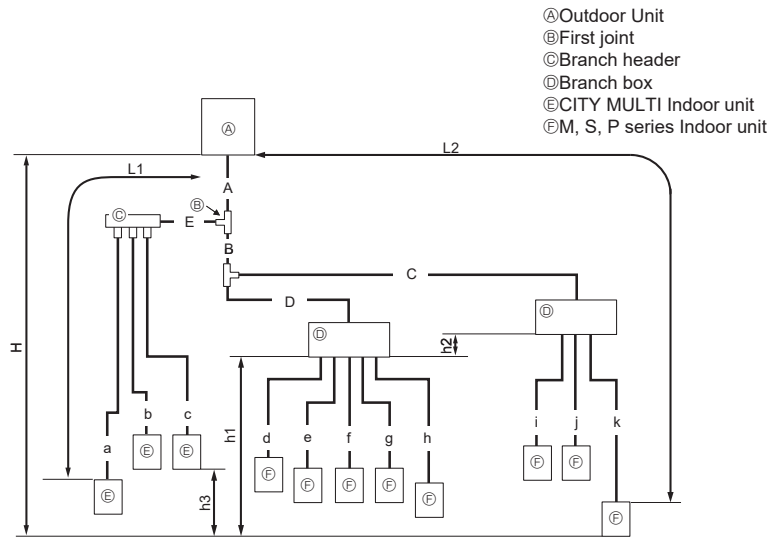 ⒶOutdoor Unit
ⒷFirst joint
ⒸBranch header
ⒹBranch box
ⒺCITY MULTI Indoor unit
ⒻM, S, P series Indoor unit
Ⓐ
L1
L2
A
Ⓑ
Ⓒ
E
B
C
Ⓓ
D
Ⓓ
H
h2
h1
a
b
c
d
e
f
g
h
i
j
k
Ⓔ
Ⓔ
Ⓔ
Ⓕ
Ⓕ
Ⓕ
Ⓕ
Ⓕ
Ⓕ
Ⓕ
Ⓕ
h3